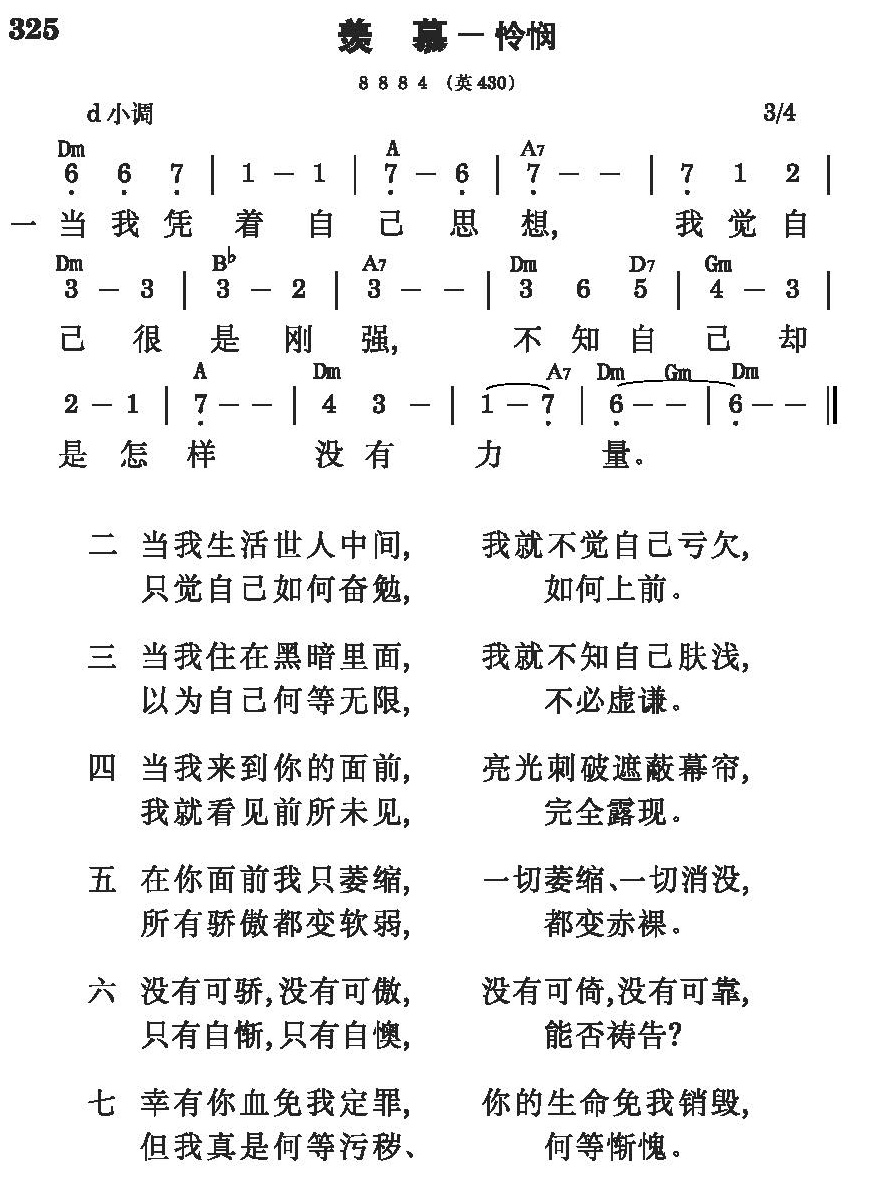 325
羡 慕 — 怜悯
8 8 8 4 (英430)
d小调 3/4
Dm A A7
6 6 7 | 1 – 1 | 7 – 6 | 7 – – | 7 1 2 |
一 当我凭着自己思想, 我觉自
Dm B♭ A7 Dm D7 Gm
3 – 3 | 3 – 2 | 3 – – | 3 6 5 | 4 – 3 |
己很是刚强, 不知自己却
A Dm A7 Dm Gm Dm
2 – 1 | 7 – – | 4 3 – | 1 – 7 | 6 – – | 6 – – ‖
是怎样 没有力量。
二 当我生活世人中间, 我就不觉自己亏欠,
只觉自己如何奋勉, 如何上前。
三 当我住在黑暗里面, 我就不知自己肤浅,
以为自己何等无限, 不必虚谦。
四 当我来到你的面前, 亮光刺破遮蔽幕帘,
我就看见前所未见, 完全露现。
五 在你面前我只萎缩, 一切萎缩、一切消没,
所有骄傲都变软弱, 都变赤裸。
六 没有可骄,没有可傲, 没有可倚,没有可靠,
只有自惭,只有自懊, 能否祷告?
七 幸有你血免我定罪, 你的生命免我销毁,
但我真是何等污秽、 何等惭愧。